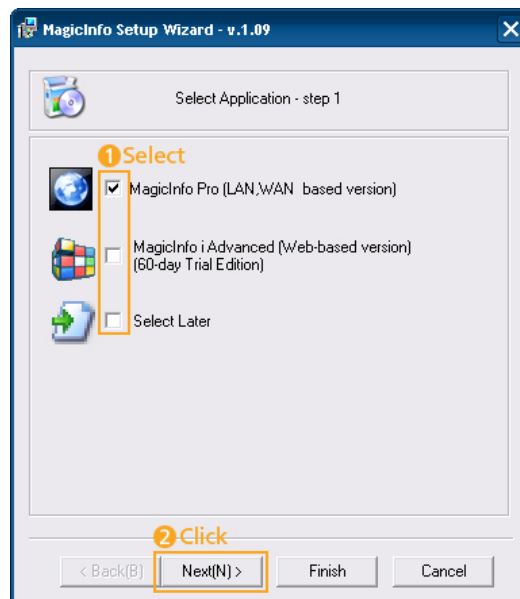 MagicInfo Setup Wizard - v.1.09
Select Application - step 1
1 Select
MagicInfo Pro (LAN,WAN based version)
MagicInfo i Advanced (Web-based version)
(60-day Trial Edition)
Select Later
2 Click
< Back(B)
Next(N) >
Finish
Cancel